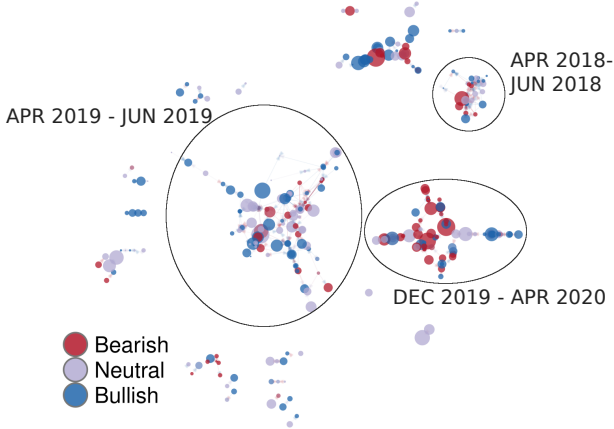 APR 2018-
JUN 2018
APR 2019 - JUN 2019
DEC 2019 - APR 2020
Bearish
Neutral
Bullish